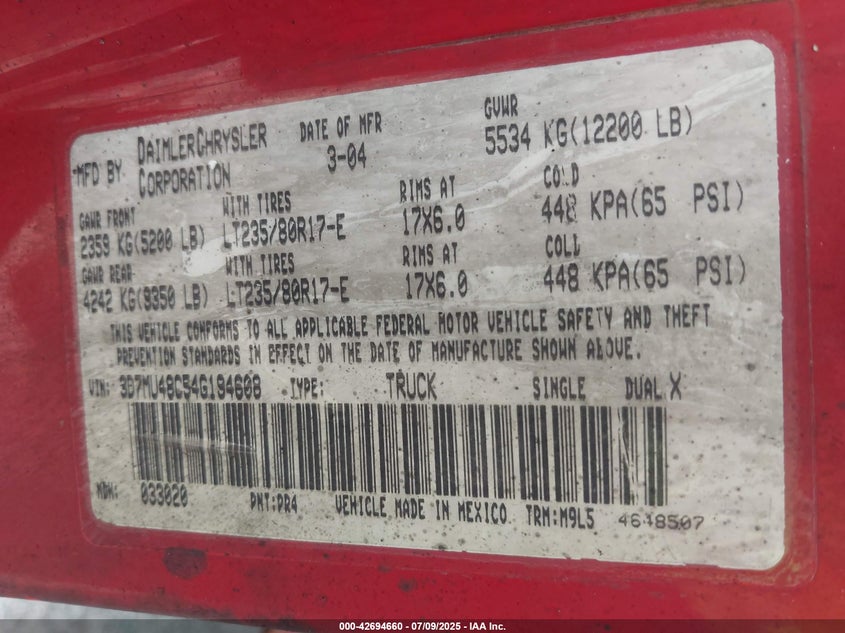 MFD BY DAIMLERCHRYSLER CORPORATION DATE OF MFR 3-04 GVWR 5534 KG(12200 LB)
GAWR FRONT WITH TIRES RIMS AT COLD
2359 KG(5200 LB) LT235/80R17-E 17X6.0 448 KPA(65 PSI)
GAWR REAR WITH TIRES RIMS AT COLD
4242 KG(9350 LB) LT235/80R17-E 17X6.0 448 KPA(65 PSI)
THIS VEHICLE CONFORMS TO ALL APPLICABLE FEDERAL MOTOR VEHICLE SAFETY AND THEFT
PREVENTION STANDARDS IN EFFECT ON THE DATE OF MANUFACTURE SHOWN ABOVE.
VIN: 3D7MU48C54G194608 TYPE: TRUCK SINGLE DUAL X
MDH: 033020 PNT:PR4 VEHICLE MADE IN MEXICO TRM:M9L5 4648507
000-42694660 - 07/09/2025 - IAA Inc.